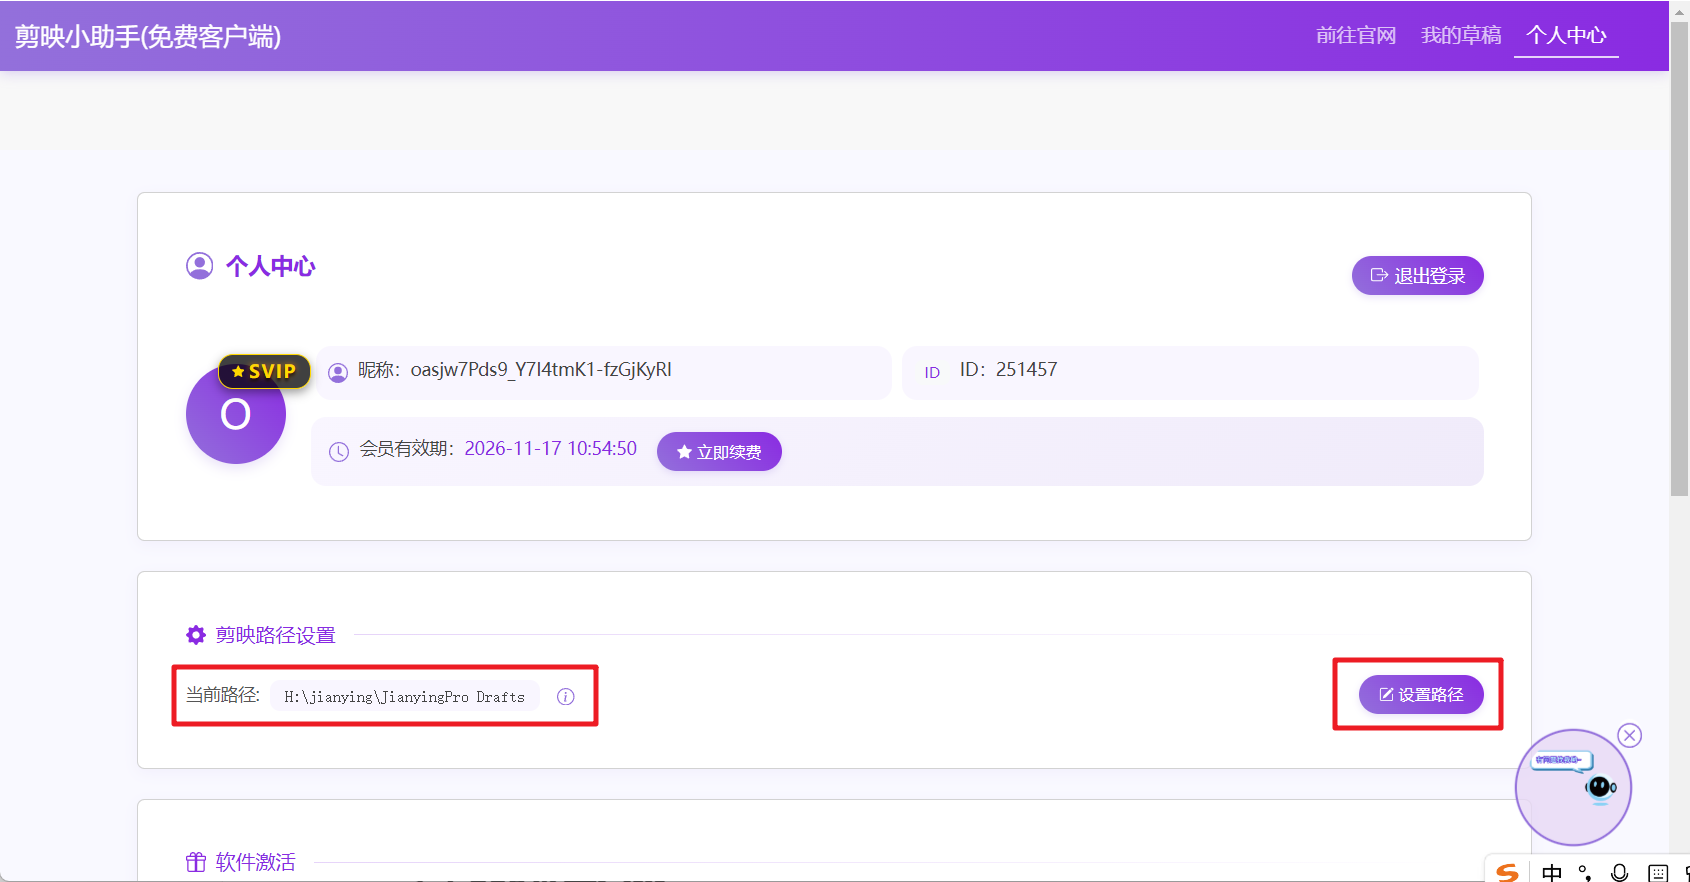 剪映小助手(免费客户端)
前往官网 我的草稿 个人中心
个人中心
退出登录
SVIP
O
昵称：oasjw7Pds9_Y7I4tmK1-fzGjKyRI
ID ID：251457
会员有效期：2026-11-17 10:54:50 立即续费
剪映路径设置
当前路径: H:\jianying\JianyingPro Drafts
设置路径
软件激活
中